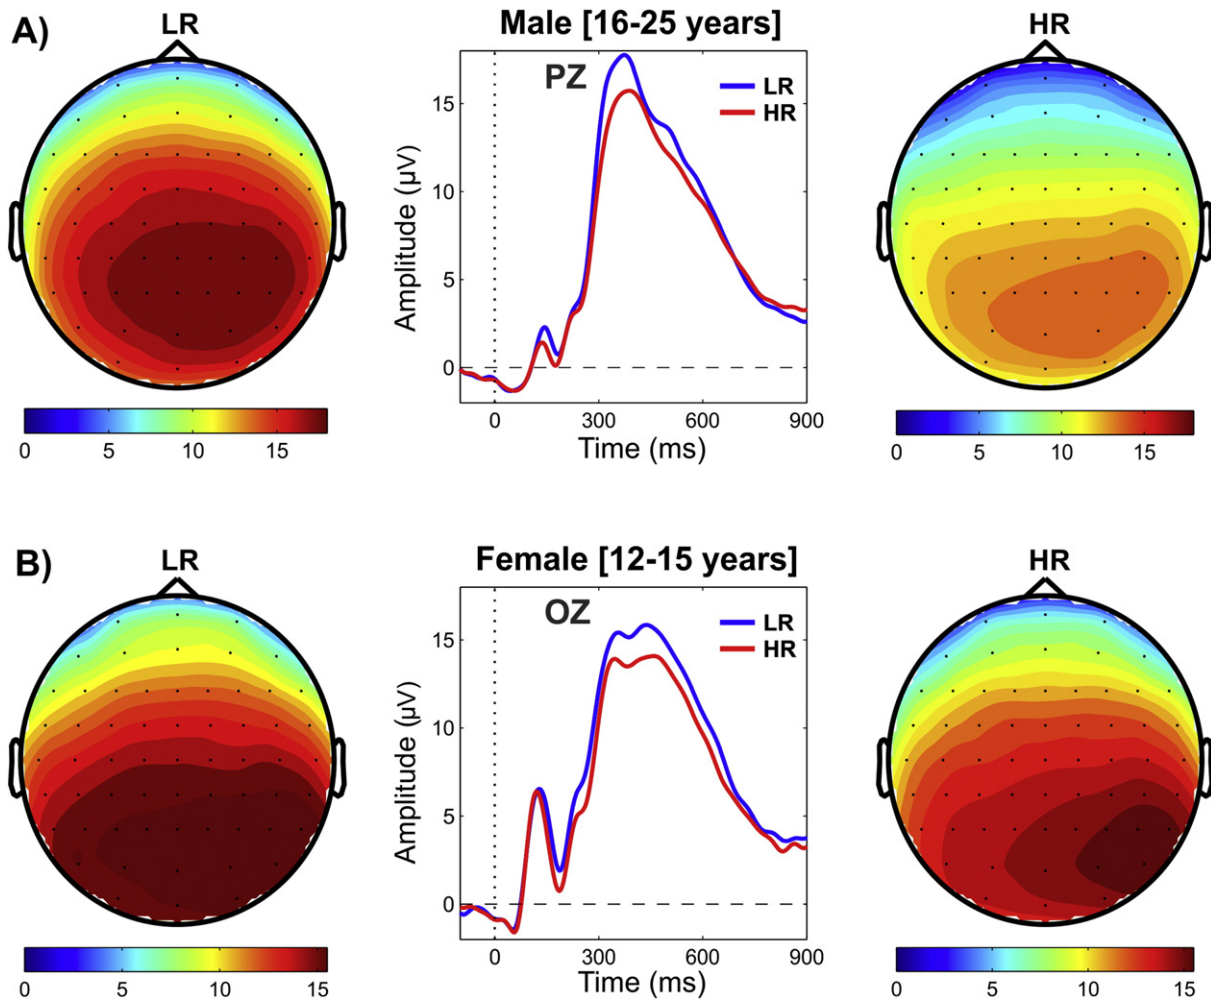 A)
LR
Male [16-25 years]
HR
PZ
LR
HR
15
10
5
0
Amplitude (µV)
0 300 600 900
Time (ms)
0 5 10 15
0 5 10 15
B)
LR
Female [12-15 years]
HR
OZ
LR
HR
15
10
5
0
Amplitude (µV)
0 300 600 900
Time (ms)
0 5 10 15
0 5 10 15